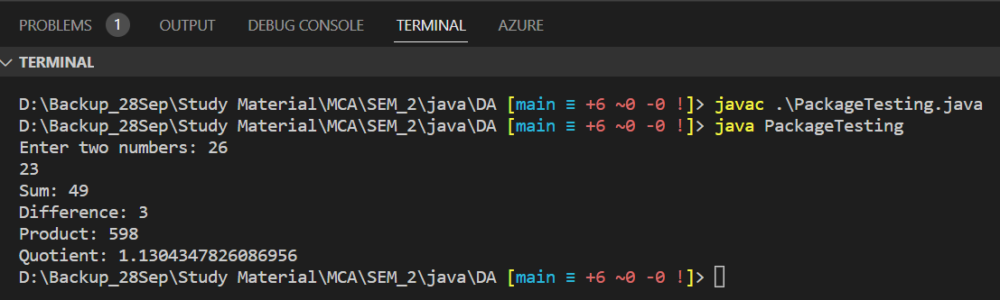 PROBLEMS 1 OUTPUT DEBUG CONSOLE TERMINAL AZURE
TERMINAL
D:\Backup_28Sep\Study Material\MCA\SEM_2\java\DA [main ≡ +6 ~0 -0 !]> javac .\PackageTesting.java
D:\Backup_28Sep\Study Material\MCA\SEM_2\java\DA [main ≡ +6 ~0 -0 !]> java PackageTesting
Enter two numbers: 26
23
Sum: 49
Difference: 3
Product: 598
Quotient: 1.1304347826086956
D:\Backup_28Sep\Study Material\MCA\SEM_2\java\DA [main ≡ +6 ~0 -0 !]>